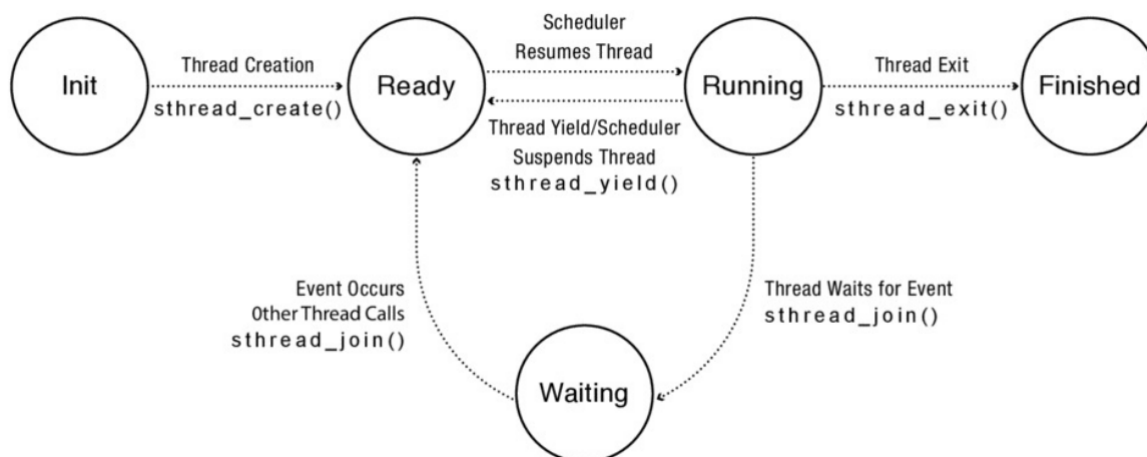 Init
Thread Creation
sthread_create()
Ready
Scheduler
Resumes Thread
Thread Yield/Scheduler
Suspends Thread
sthread_yield()
Running
Thread Exit
sthread_exit()
Finished
Event Occurs
Other Thread Calls
sthread_join()
Waiting
Thread Waits for Event
sthread_join()